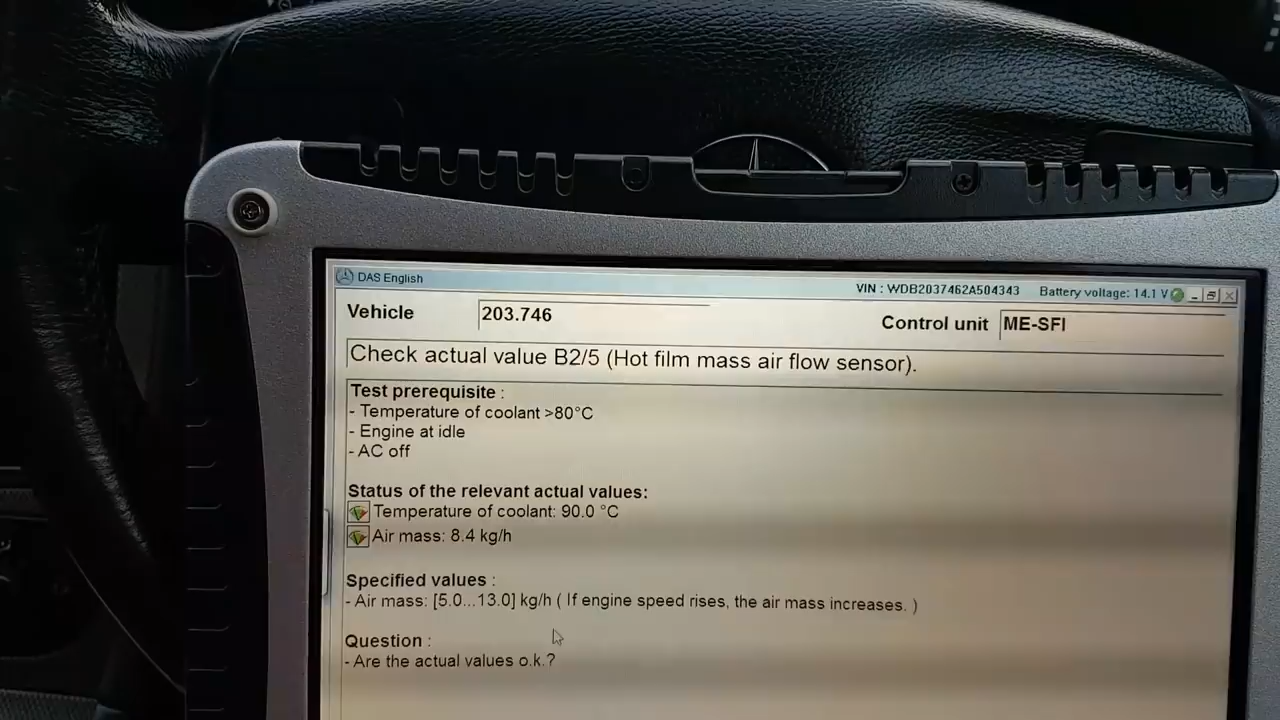 DAS English
VIN : WDB2037462A504343 Battery voltage: 14.1 V
Vehicle 203.746 Control unit ME-SFI
Check actual value B2/5 (Hot film mass air flow sensor).
Test prerequisite :
- Temperature of coolant >80°C
- Engine at idle
- AC off
Status of the relevant actual values:
Temperature of coolant: 90.0 °C
Air mass: 8.4 kg/h
Specified values :
- Air mass: [5.0...13.0] kg/h ( If engine speed rises, the air mass increases. )
Question :
- Are the actual values o.k.?